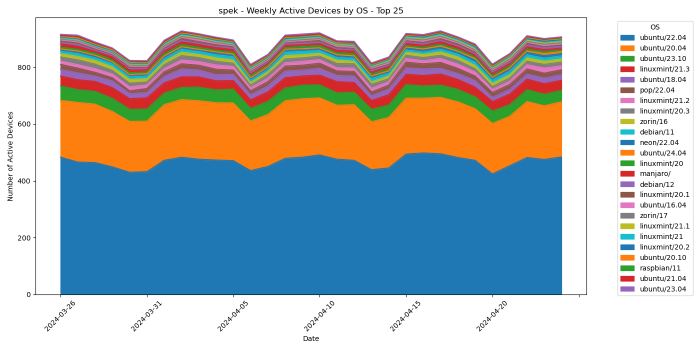 spek - Weekly Active Devices by OS - Top 25
Number of Active Devices
800
600
400
200
0
2024-03-26
2024-03-31
2024-04-05
2024-04-10
2024-04-15
2024-04-20
Date
OS
ubuntu/22.04
ubuntu/20.04
ubuntu/23.10
linuxmint/21.3
ubuntu/18.04
pop/22.04
linuxmint/21.2
linuxmint/20.3
zorin/16
debian/11
neon/22.04
ubuntu/24.04
linuxmint/20
manjaro/
debian/12
linuxmint/20.1
ubuntu/16.04
zorin/17
linuxmint/21.1
linuxmint/21
linuxmint/20.2
ubuntu/20.10
raspbian/11
ubuntu/21.04
ubuntu/23.04